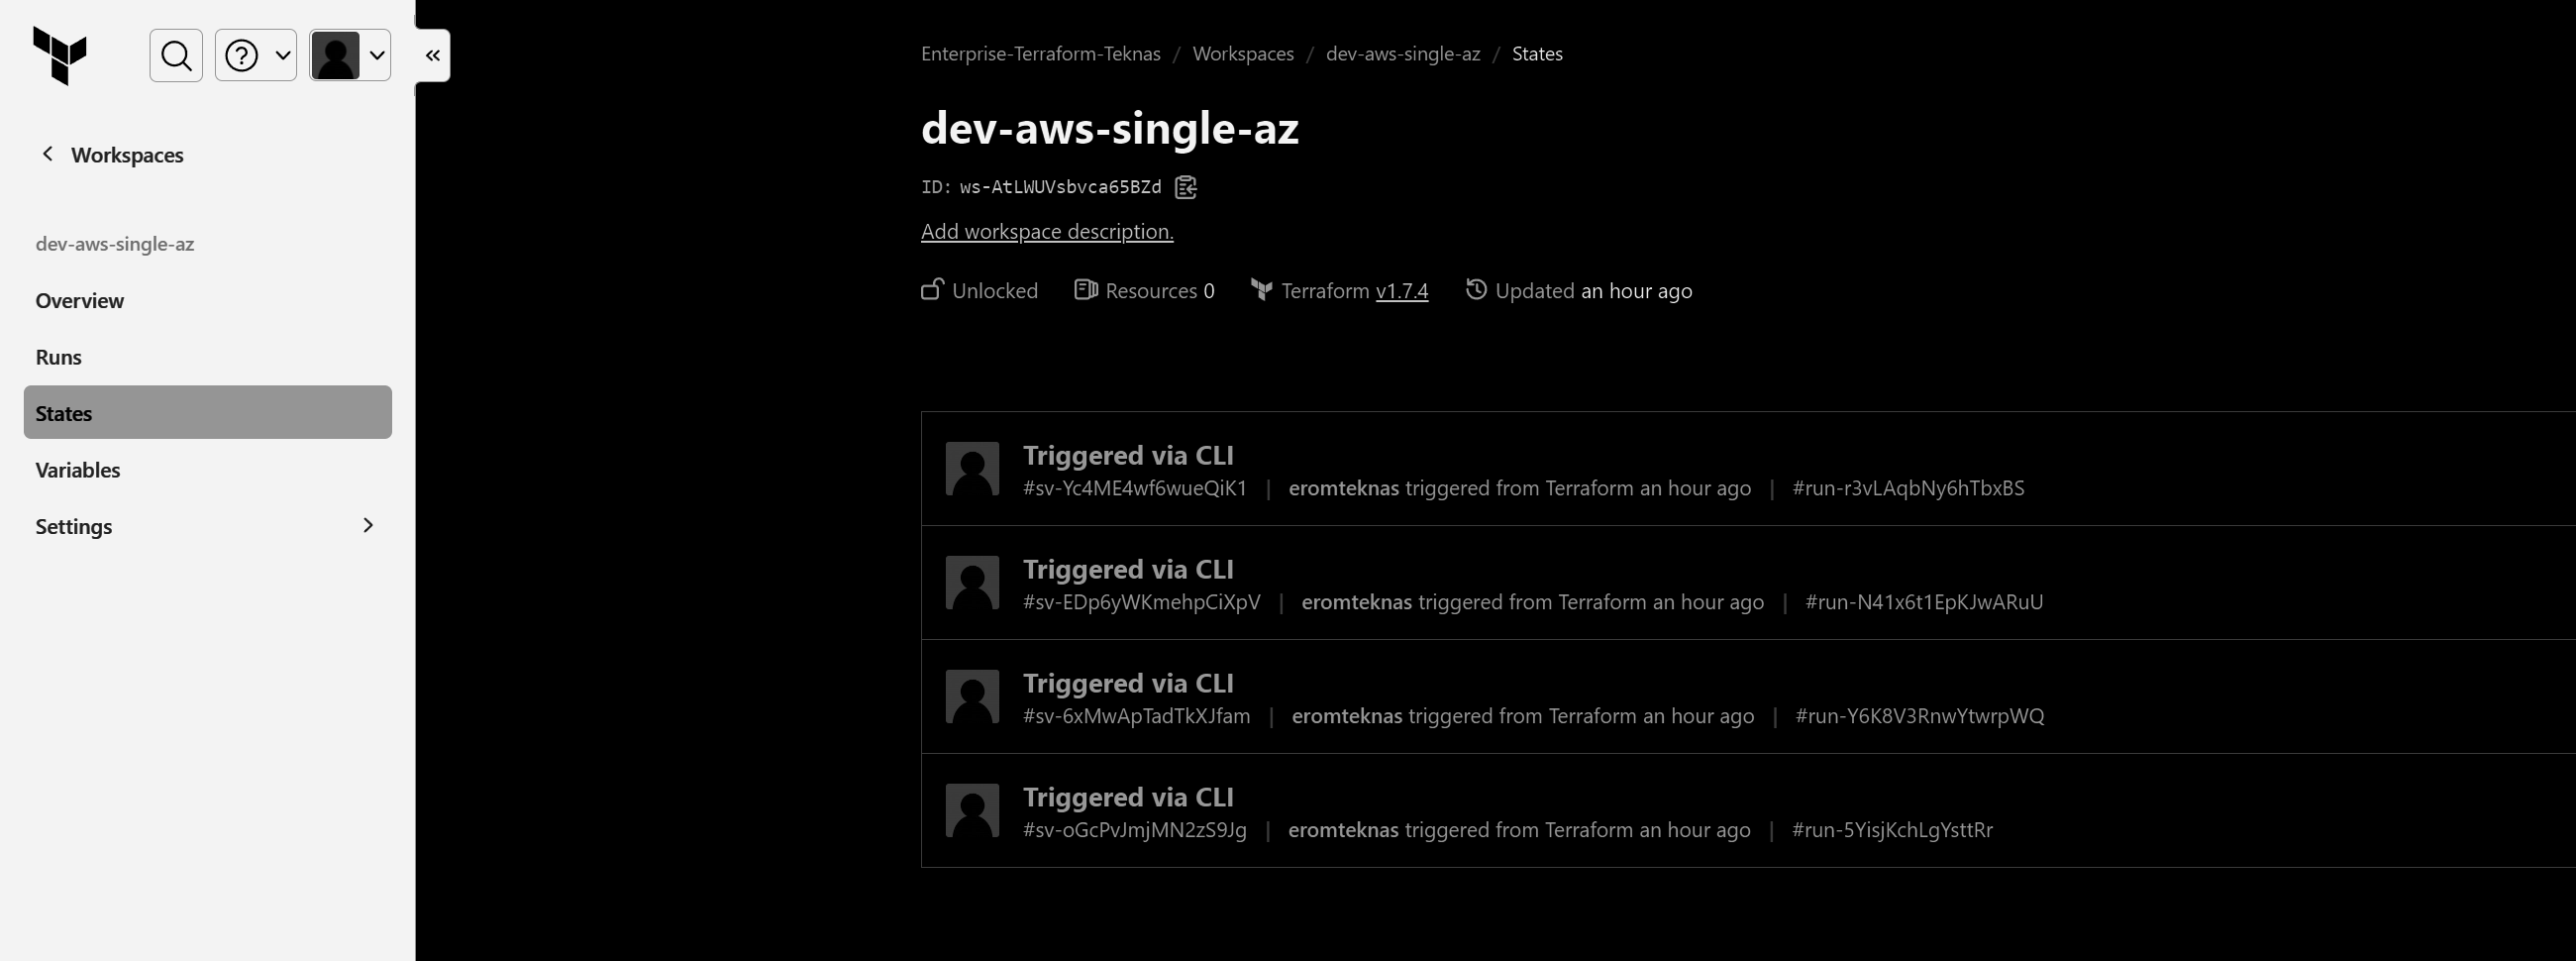 Workspaces
dev-aws-single-az
Overview
Runs
States
Variables
Settings
Enterprise-Terraform-Teknas / Workspaces / dev-aws-single-az / States
dev-aws-single-az
ID: ws-AtLWUVsbvca65BZd
Add workspace description.
Unlocked Resources 0 Terraform v1.7.4 Updated an hour ago
Triggered via CLI
#sv-Yc4ME4wf6wueQiK1 | eromteknas triggered from Terraform an hour ago | #run-r3vLAqbNy6hTbxBS
Triggered via CLI
#sv-EDp6yWKmehpCiXpV | eromteknas triggered from Terraform an hour ago | #run-N41x6t1EpKJwARuU
Triggered via CLI
#sv-6xMwApTadTkXJfam | eromteknas triggered from Terraform an hour ago | #run-Y6K8V3RnwYtwrpWQ
Triggered via CLI
#sv-oGcPvJmjMN2zS9Jg | eromteknas triggered from Terraform an hour ago | #run-5YisjKchLgYsttRr